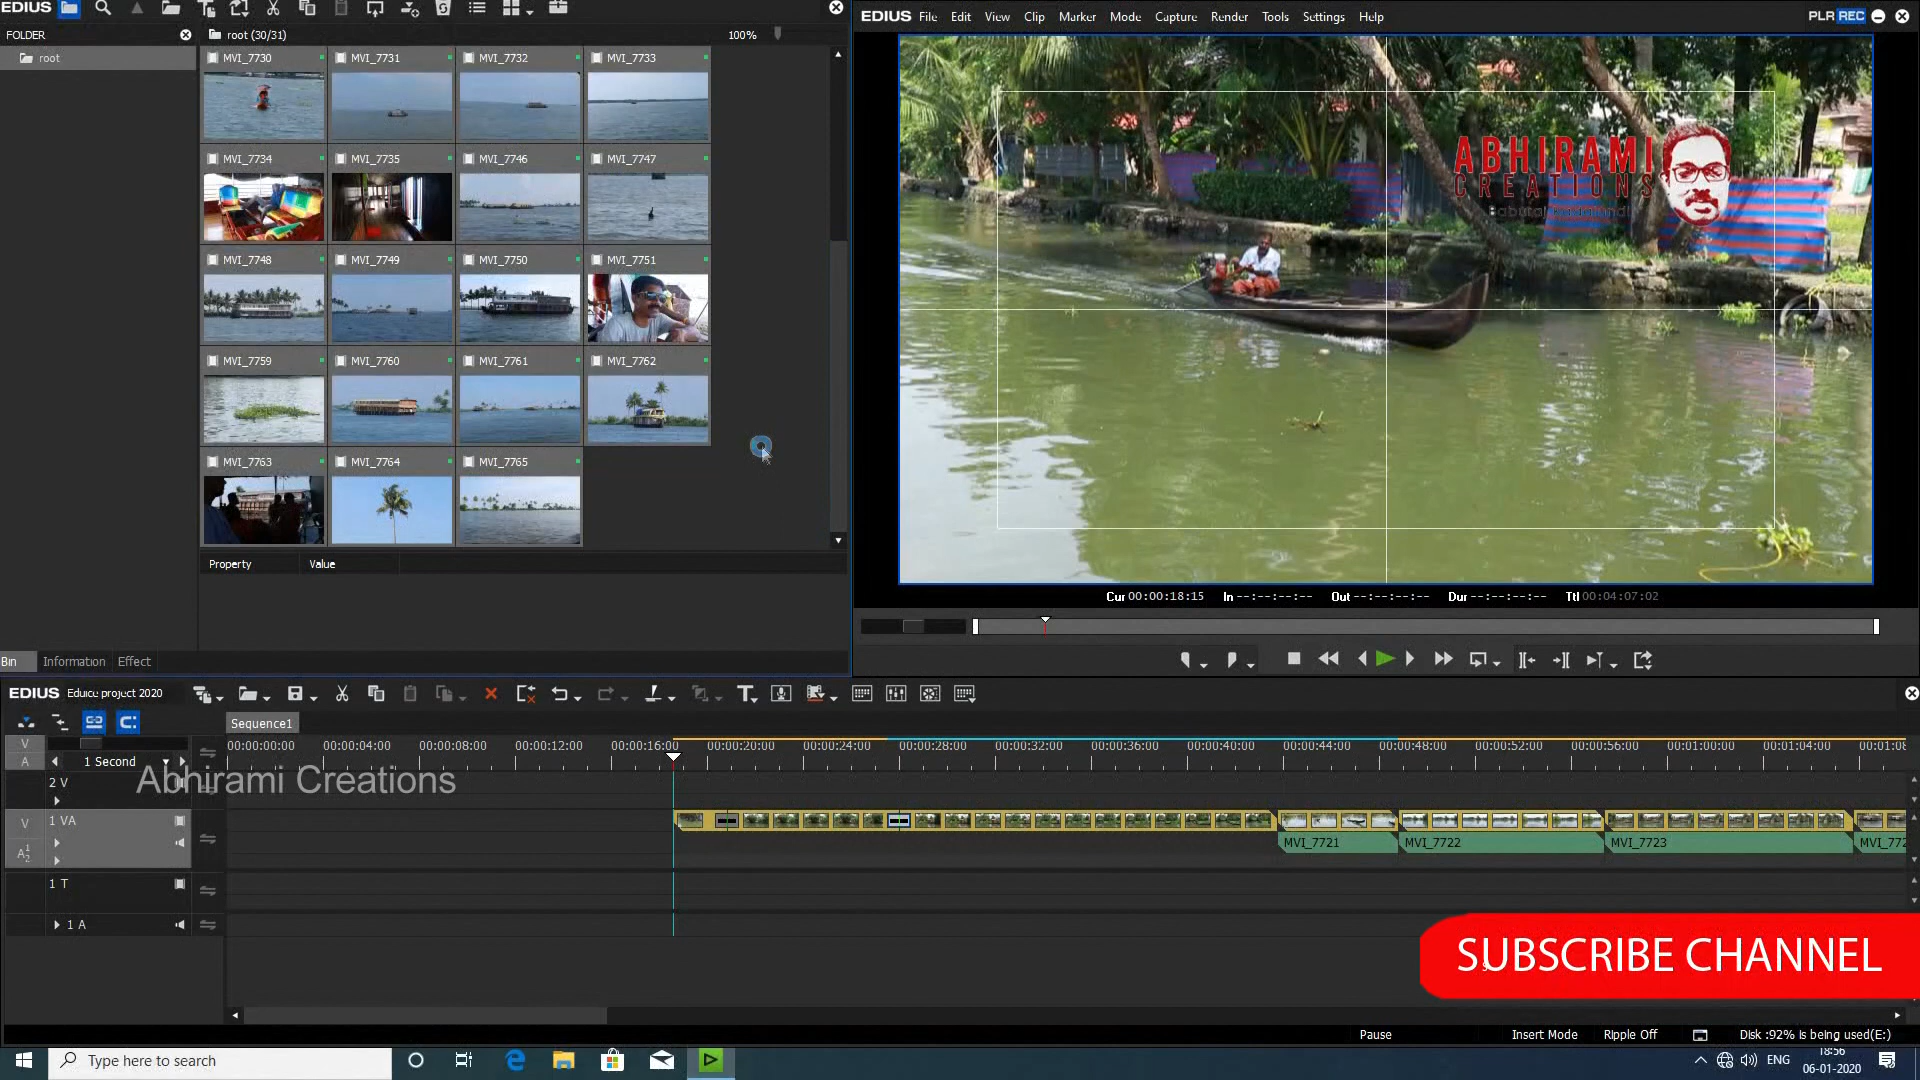 EDIUS
FOLDER
root (30/31)
100%
root
MVI_7730
MVI_7731
MVI_7732
MVI_7733
MVI_7734
MVI_7735
MVI_7746
MVI_7747
MVI_7748
MVI_7749
MVI_7750
MVI_7751
MVI_7759
MVI_7760
MVI_7761
MVI_7762
MVI_7763
MVI_7764
MVI_7765
Property Value
Bin Information Effect
EDIUS File Edit View Clip Marker Mode Capture Render Tools Settings Help
PLR REC
ABHIRAMI
CREATIONS
Cur 00:00:18:15 In --:--:--:-- Out --:--:--:-- Dur --:--:--:-- Ttl 00:04:07:02
EDIUS Educe project 2020
Sequence1
V
A
1 Second
00:00:00:00 00:00:04:00 00:00:08:00 00:00:12:00 00:00:16:00 00:00:20:00 00:00:24:00 00:00:28:00 00:00:32:00 00:00:36:00 00:00:40:00 00:00:44:00 00:00:48:00 00:00:52:00 00:00:56:00 00:01:00:00 00:01:04:00 00:01:08
2 V
Abhirami Creations
V
1 VA
A 1 2
MVI_7721
MVI_7722
MVI_7723
MVI_772
1 T
1 A
SUBSCRIBE CHANNEL
Pause Insert Mode Ripple Off Disk :92% is being used(E:)
Type here to search
ENG
18:56
06-01-2020